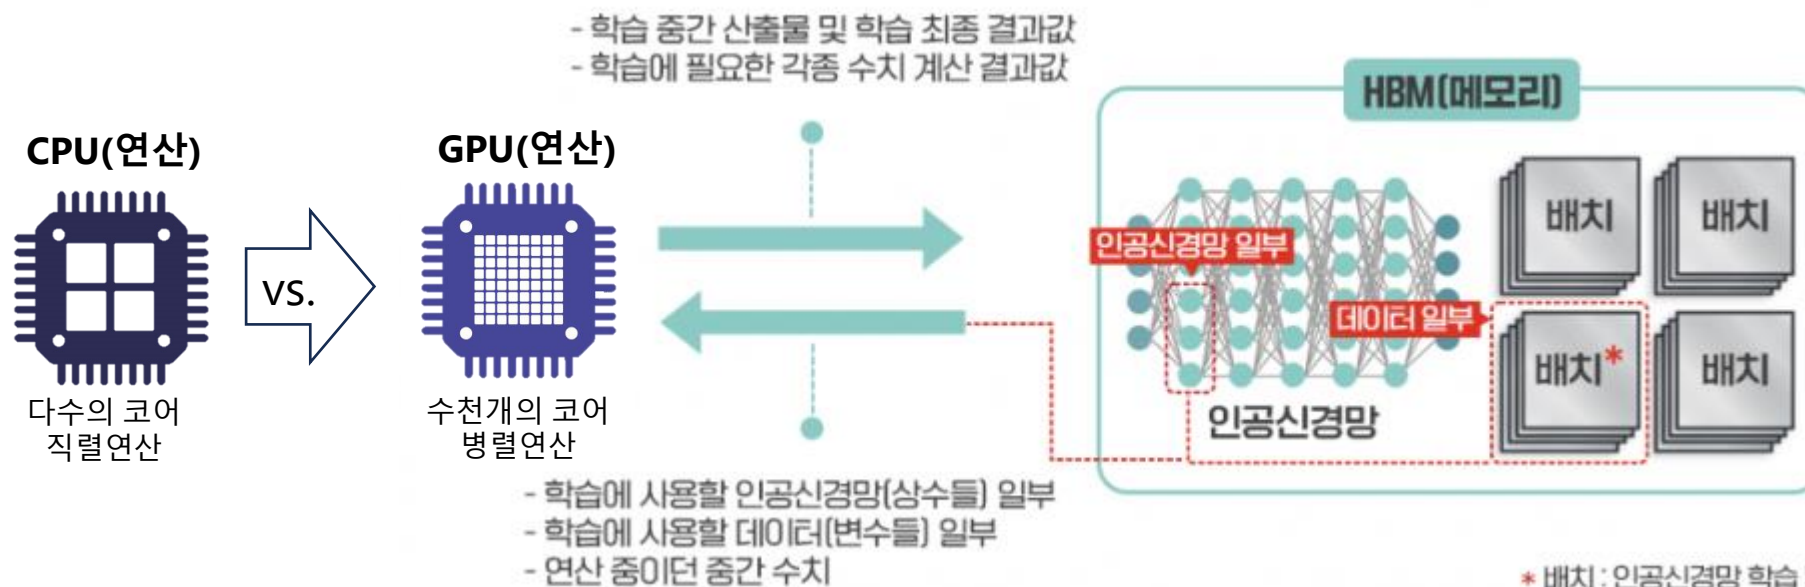 - 학습 중간 산출물 및 학습 최종 결과값
- 학습에 필요한 각종 수치 계산 결과값
HBM(메모리)
CPU(연산)
GPU(연산)
vs.
다수의 코어
직렬연산
수천개의 코어
병렬연산
인공신경망 일부
데이터 일부
인공신경망
배치
배치
배치*
배치
- 학습에 사용할 인공신경망(상수들) 일부
- 학습에 사용할 데이터(변수들) 일부
- 연산 중이던 중간 수치
* 배치 : 인공신경망 학습